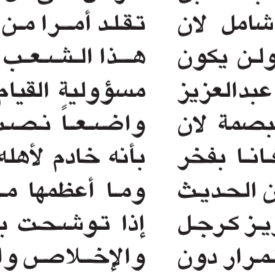 شامل لان
ولن يكون
عبدالعزيز
بصمة لان
بفخر
الحديث
كرجل
دون
تقلد أمرا من
هذا الشعب
مسؤولية القيام
واضعاً
بأنه خادم لأهله
وما أعظمها
إذا توشحت
والإخلاص